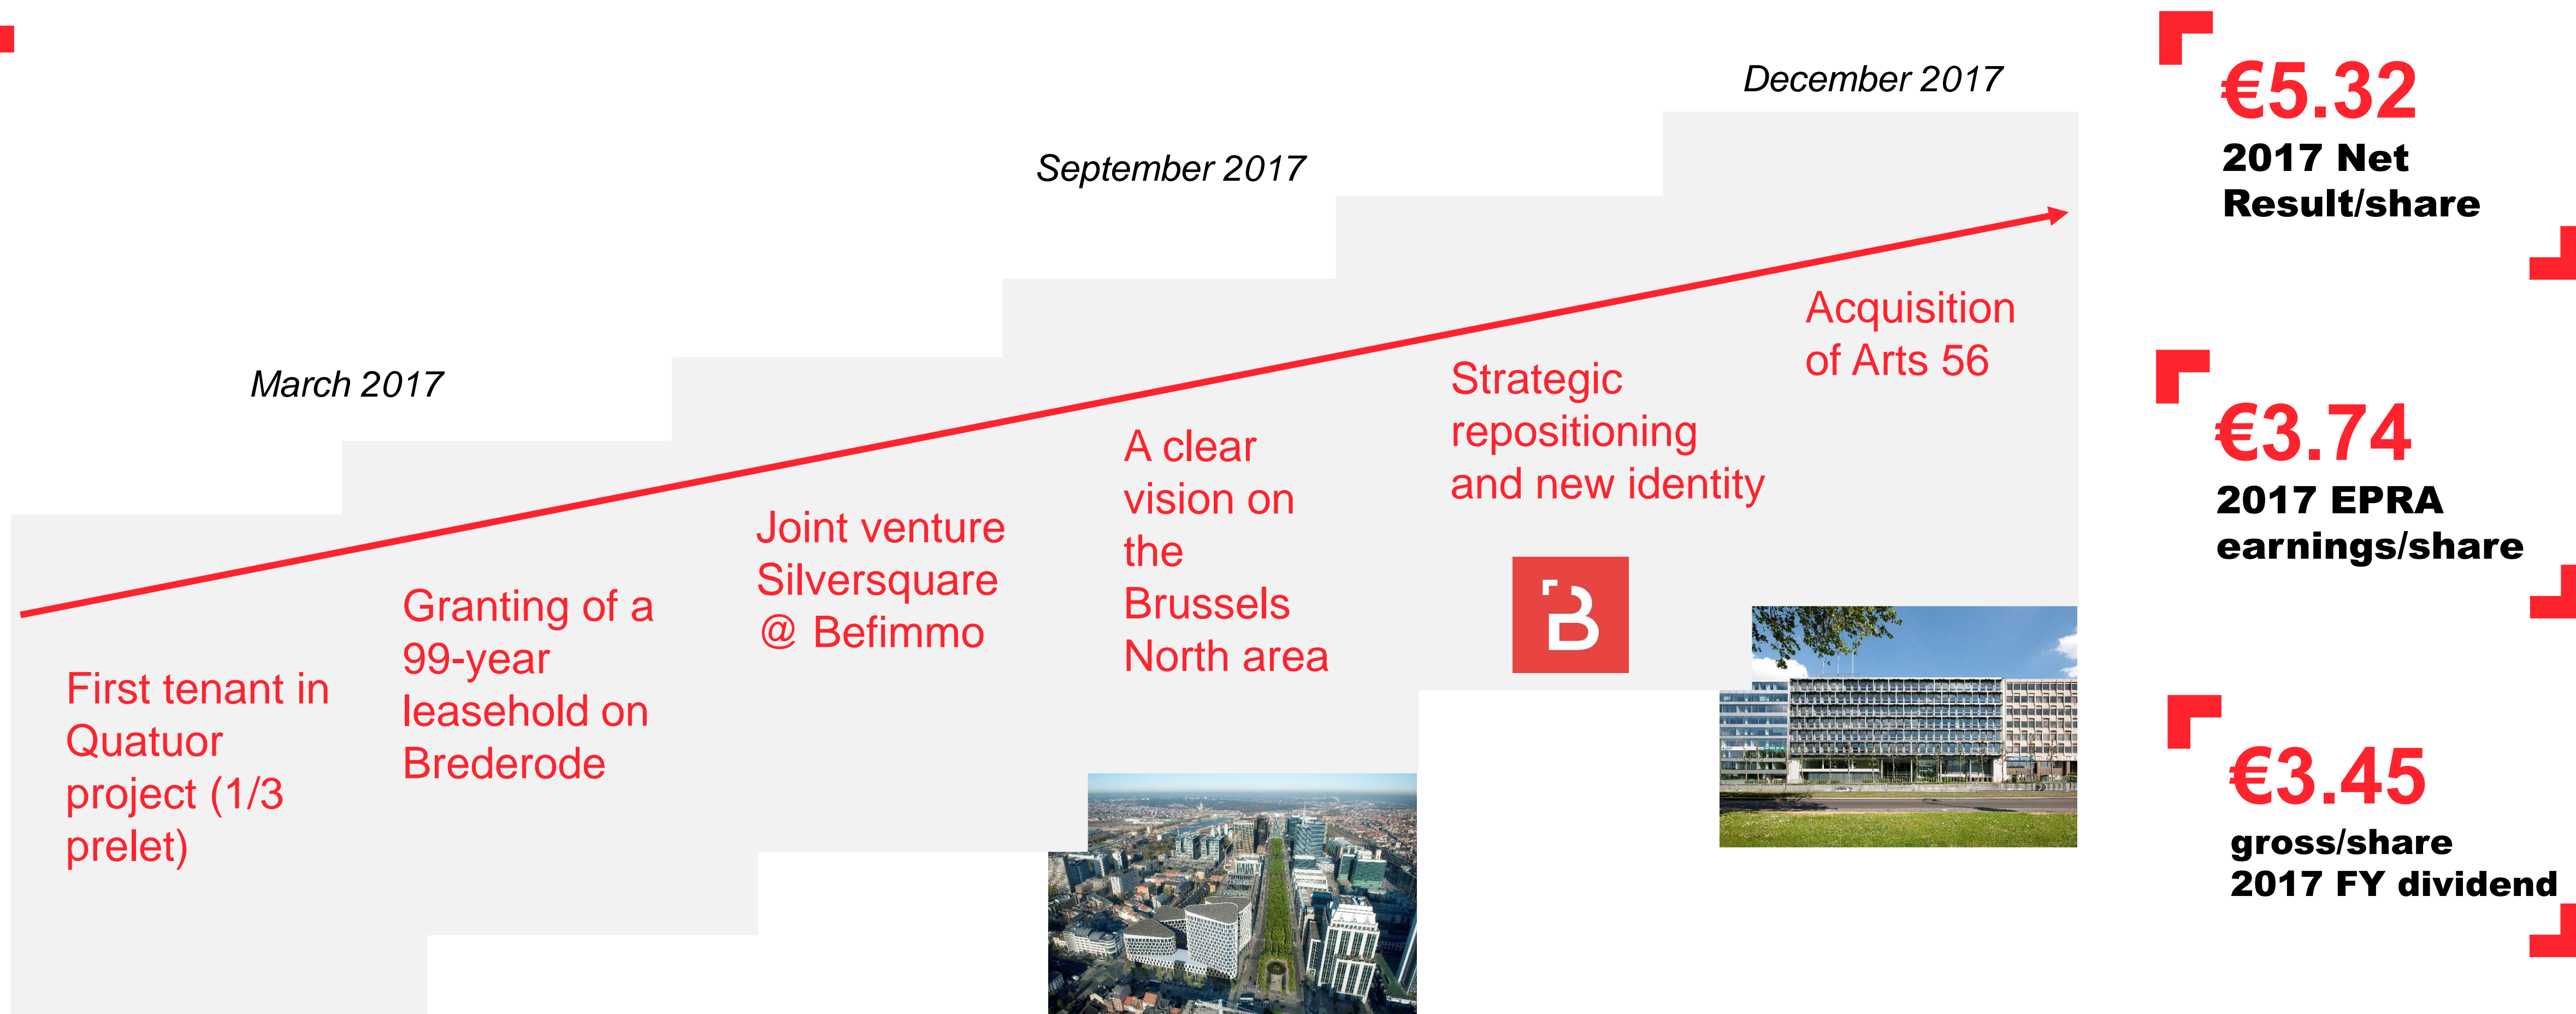 March 2017
September 2017
December 2017
First tenant in
Quatuor
project (1/3
prelet)
Granting of a
99-year
leasehold on
Brederode
Joint venture
Silversquare
@ Befimmo
A clear
vision on
the
Brussels
North area
Strategic
repositioning
and new identity
B
Acquisition
of Arts 56
€5.32
2017 Net
Result/share
€3.74
2017 EPRA
earnings/share
€3.45
gross/share
2017 FY dividend